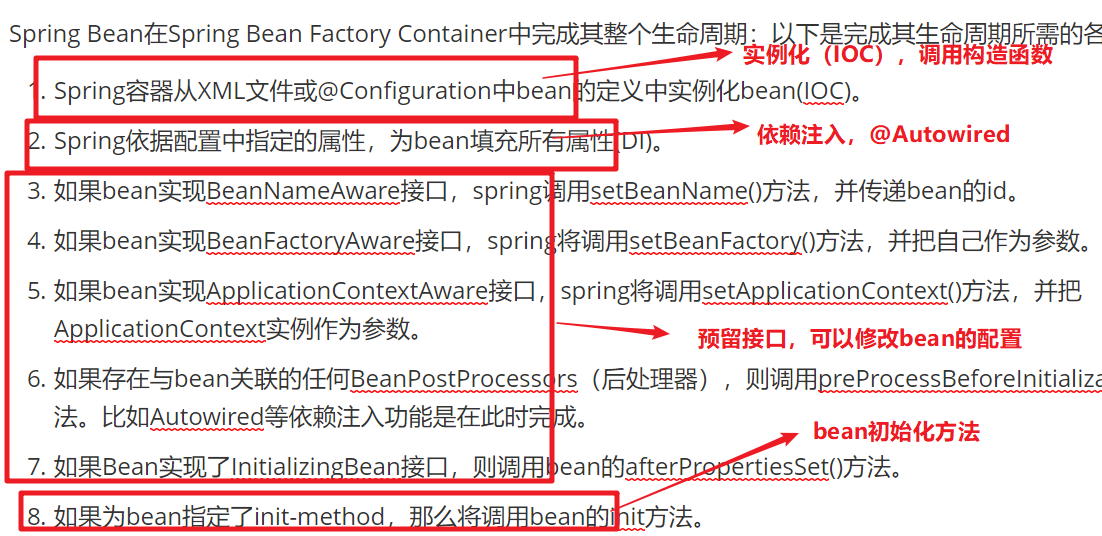 Spring Bean在Spring Bean Factory Container中完成其整个生命周期：以下是完成其生命周期所需的各
实例化（IOC），调用构造函数
1. Spring容器从XML文件或@Configuration中bean的定义中实例化bean(IOC)。
依赖注入，@Autowired
2. Spring依据配置中指定的属性，为bean填充所有属性(DI)。
3. 如果bean实现BeanNameAware接口，spring调用setBeanName()方法，并传递bean的id。
4. 如果bean实现BeanFactoryAware接口，spring将调用setBeanFactory()方法，并把自己作为参数。
5. 如果bean实现ApplicationContextAware接口，spring将调用setApplicationContext()方法，并把
ApplicationContext实例作为参数。
预留接口，可以修改bean的配置
6. 如果存在与bean关联的任何BeanPostProcessors（后处理器），则调用preProcessBeforeInitializa
法。比如Autowired等依赖注入功能是在此时完成。
bean初始化方法
7. 如果Bean实现了InitializingBean接口，则调用bean的afterPropertiesSet()方法。
8. 如果为bean指定了init-method，那么将调用bean的init方法。